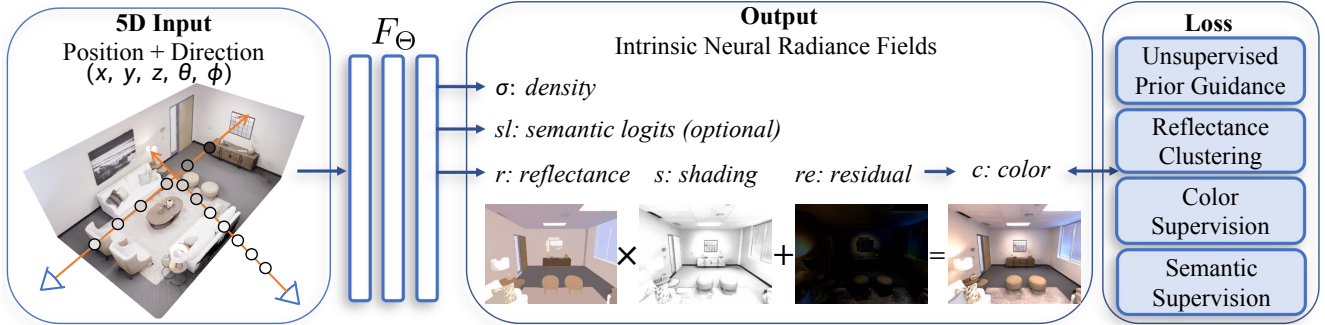 5D Input
Position + Direction
(x, y, z, θ, ϕ)
F_Θ
Output
Intrinsic Neural Radiance Fields
σ: density
sl: semantic logits (optional)
r: reflectance s: shading re: residual c: color
× + =
Loss
Unsupervised
Prior Guidance
Reflectance
Clustering
Color
Supervision
Semantic
Supervision